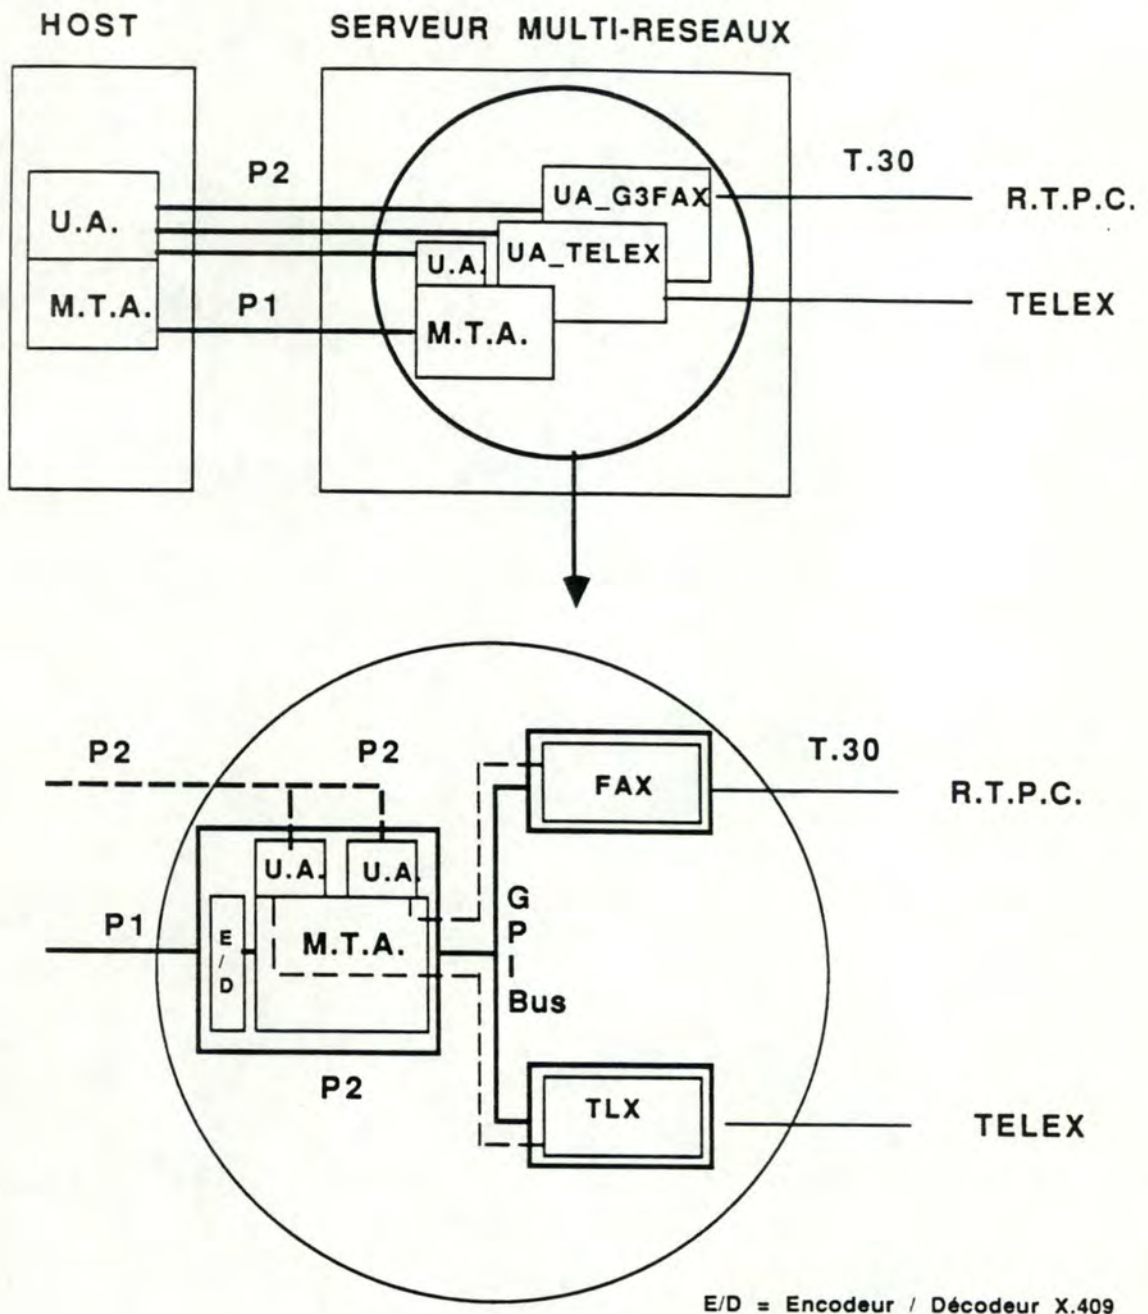 HOST
SERVEUR MULTI-RESEAUX
P2
T.30
UA_G3FAX
R.T.P.C.
U.A.
UA_TELEX
U.A.
M.T.A.
P1
TELEX
M.T.A.
P2
P2
T.30
FAX
R.T.P.C.
U.A.
U.A.
G
P
I
Bus
P1
E
/
D
M.T.A.
P2
TLX
TELEX
E/D = Encodeur / Décodeur X.409